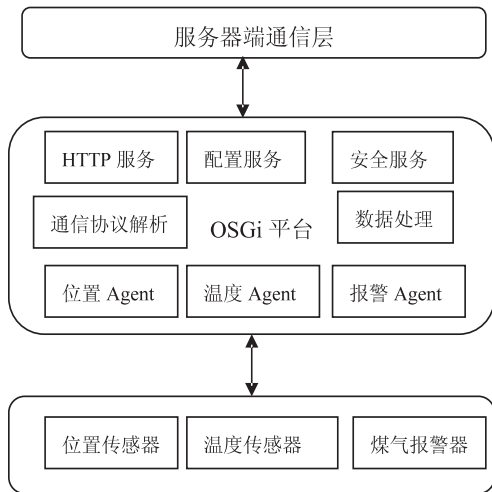 服务器端通信层
HTTP 服务
配置服务
安全服务
通信协议解析
OSGi 平台
数据处理
位置 Agent
温度 Agent
报警 Agent
位置传感器
温度传感器
煤气报警器